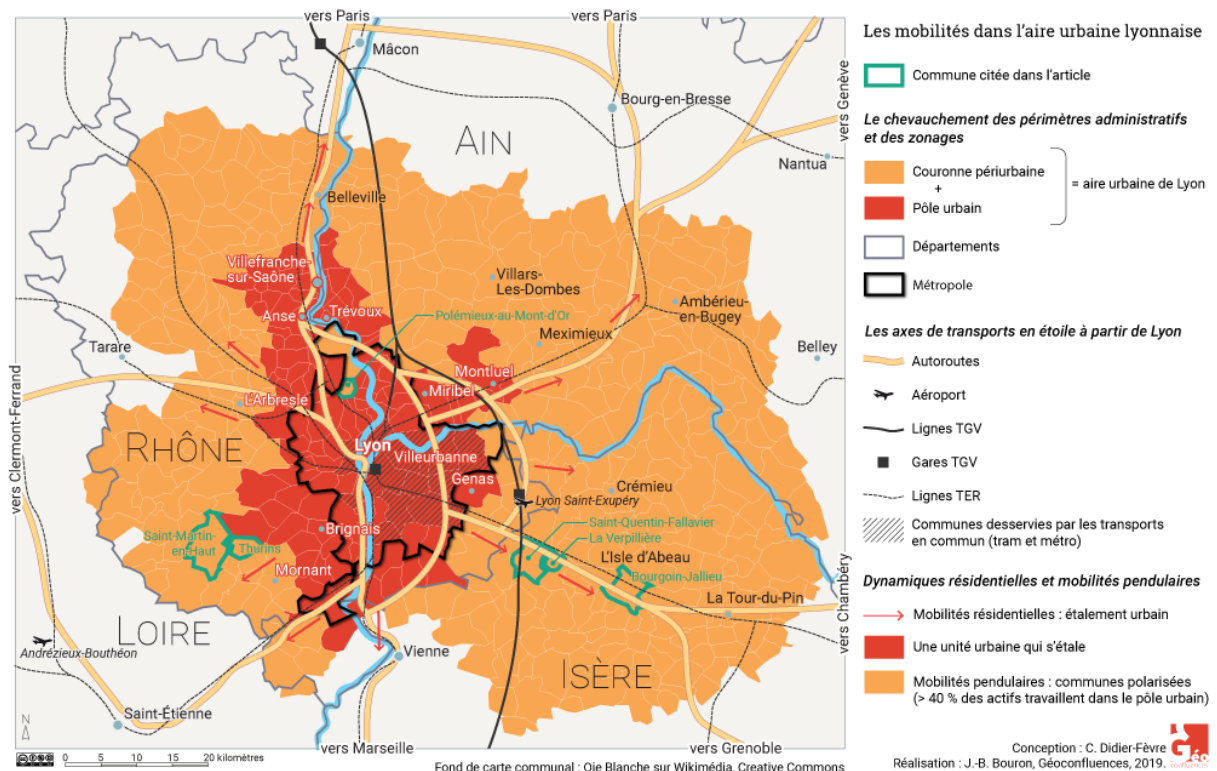 vers Paris
vers Paris
Mâcon
Bourg-en-Bresse
vers Genève
AIN
Nantua
Belleville
Villefranche-
sur-Saône
Villars-
Les-Dombes
Ambérieu-
en-Bugey
Anse
Trévoux
Polémieux-au-Mont-d'Or
Meximieux
Tarare
Belley
Montluel
Miribel
L'Arbresle
vers Clermont-Ferrand
RHÔNE
Lyon
Villeurbanne
Genas
Crémieu
Lyon Saint-Exupéry
Saint-Quentin-Fallavier
La Verpillière
Brignais
Saint-Martin-
en-Haut
Thurins
L'Isle d'Abeau
Bourgoin-Jallieu
Mornant
La Tour-du-Pin
vers Chambéry
LOIRE
Andrézieux-Bouthéon
Vienne
ISÈRE
Saint-Étienne
N
vers Marseille
vers Grenoble
0 5 10 15 20 kilomètres
Fond de carte communal : Oie Blanche sur Wikimédia, Creative Commons
Les mobilités dans l'aire urbaine lyonnaise
Commune citée dans l'article
Le chevauchement des périmètres administratifs
et des zonages
Couronne périurbaine
+
= aire urbaine de Lyon
Pôle urbain
Départements
Métropole
Les axes de transports en étoile à partir de Lyon
Autoroutes
Aéroport
Lignes TGV
Gares TGV
Lignes TER
Communes desservies par les transports
en commun (tram et métro)
Dynamiques résidentielles et mobilités pendulaires
Mobilités résidentielles : étalement urbain
Une unité urbaine qui s'étale
Mobilités pendulaires : communes polarisées
(> 40 % des actifs travaillent dans le pôle urbain)
Conception : C. Didier-Fèvre
Réalisation : J.-B. Bouron, Géoconfluences, 2019.
Géo